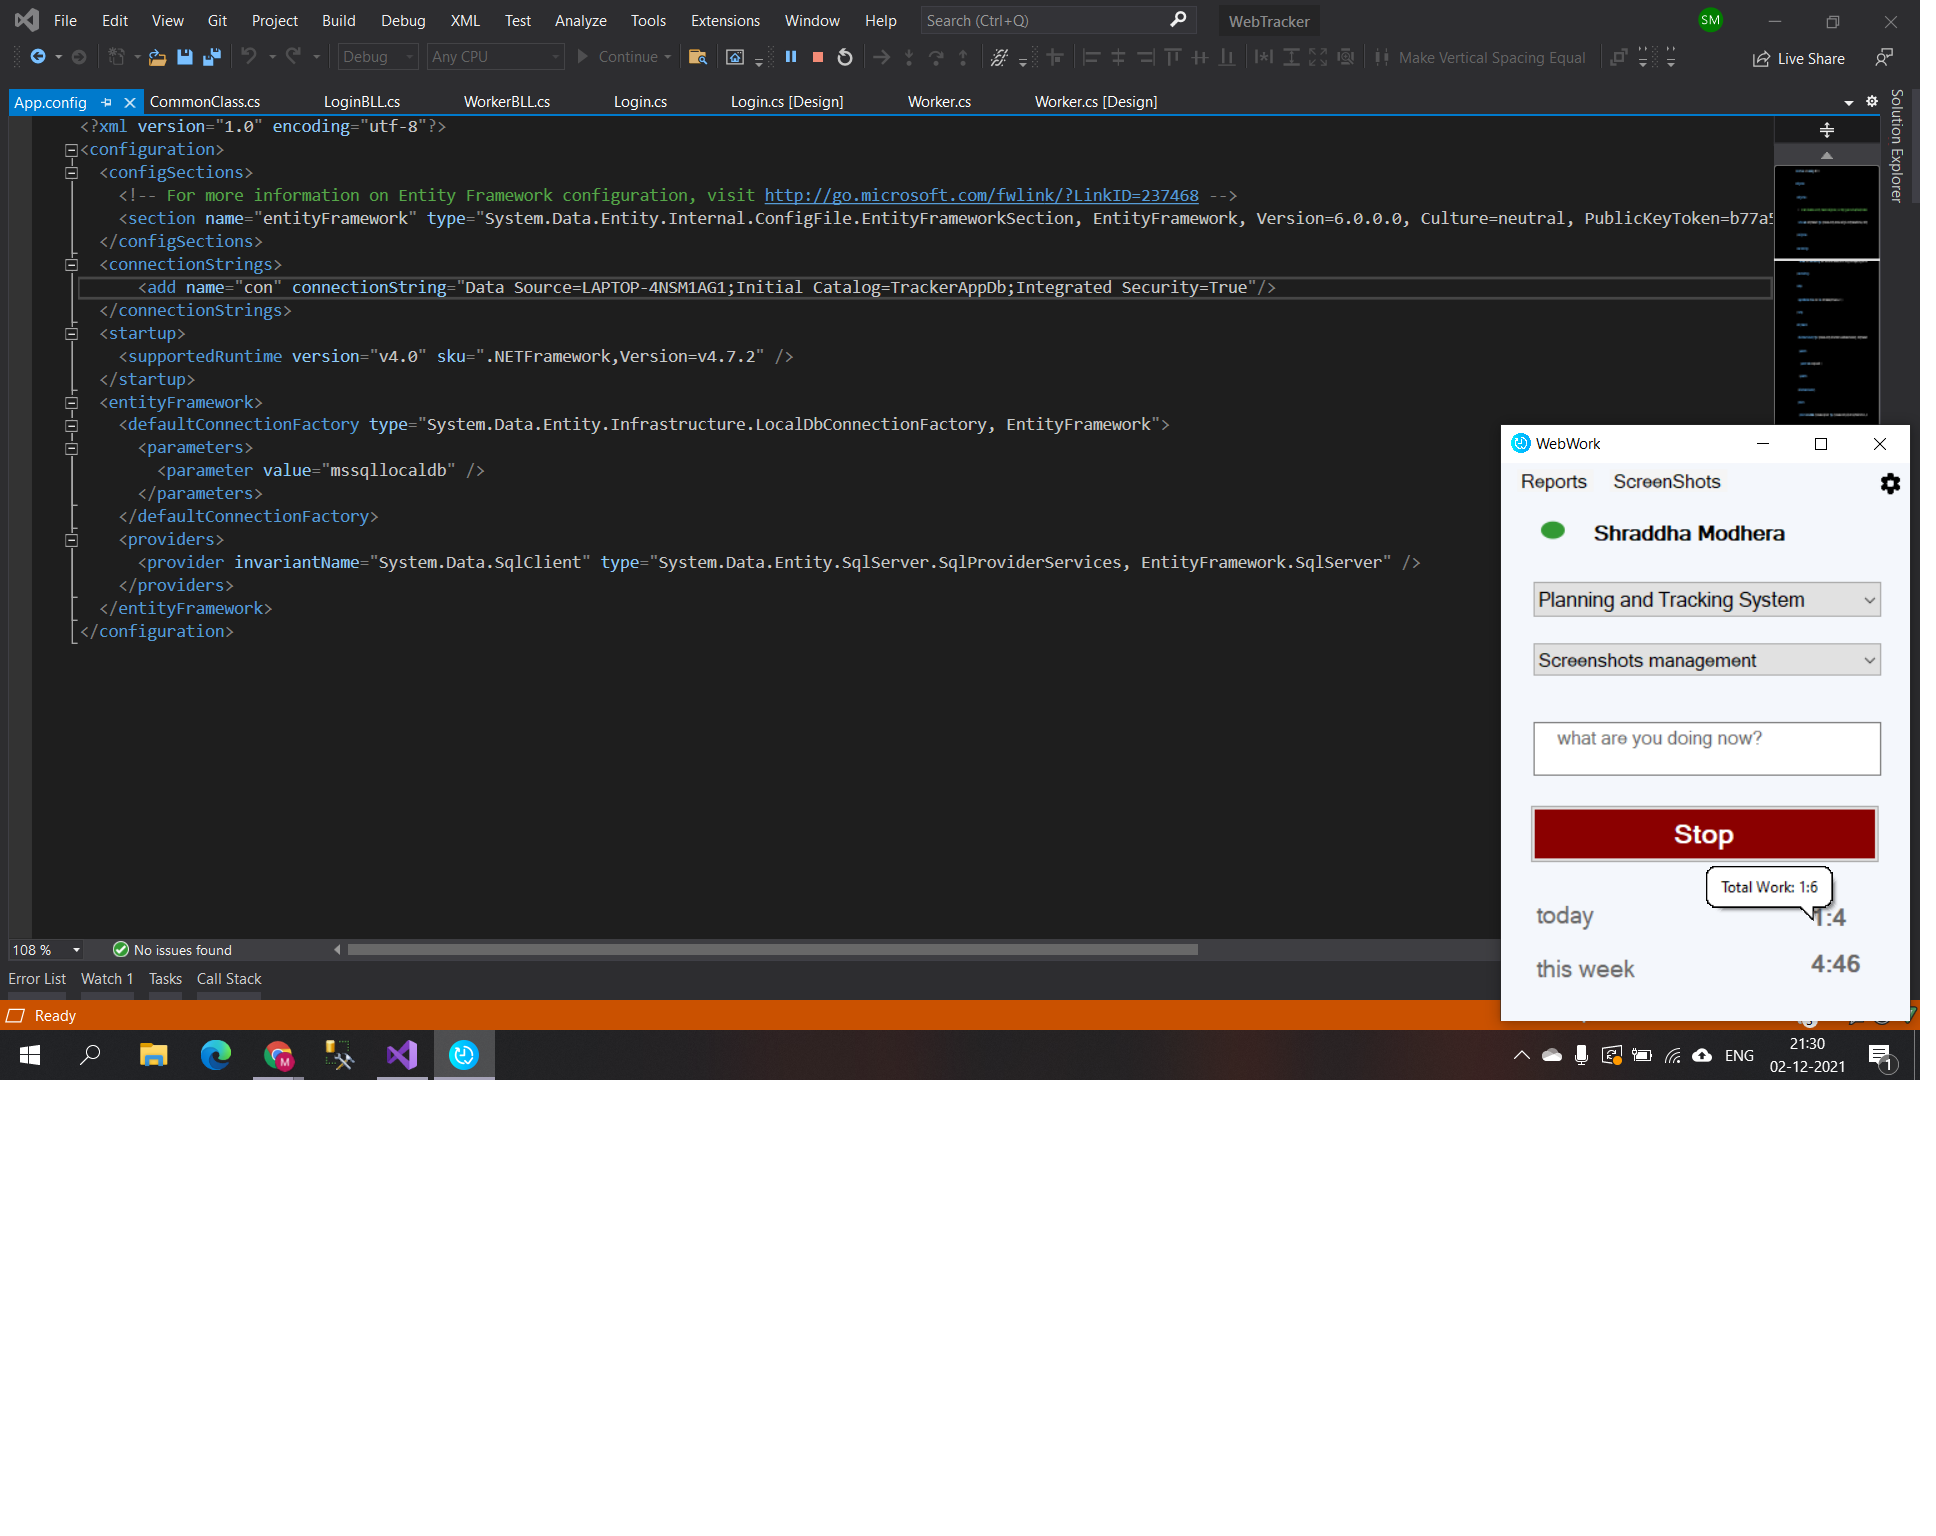 File Edit View Git Project Build Debug XML Test Analyze Tools Extensions Window Help Search (Ctrl+Q) WebTracker SM
Debug Any CPU Continue Make Vertical Spacing Equal Live Share
App.config CommonClass.cs LoginBLL.cs WorkerBLL.cs Login.cs Login.cs [Design] Worker.cs Worker.cs [Design]
Solution Explorer
<?xml version="1.0" encoding="utf-8"?>
<configuration>
<configSections>
<!-- For more information on Entity Framework configuration, visit http://go.microsoft.com/fwlink/?LinkID=237468 -->
<section name="entityFramework" type="System.Data.Entity.Internal.ConfigFile.EntityFrameworkSection, EntityFramework, Version=6.0.0.0, Culture=neutral, PublicKeyToken=b77a5
</configSections>
<connectionStrings>
<add name="con" connectionString="Data Source=LAPTOP-4NSM1AG1;Initial Catalog=TrackerAppDb;Integrated Security=True"/>
</connectionStrings>
<startup>
<supportedRuntime version="v4.0" sku=".NETFramework,Version=v4.7.2" />
</startup>
<entityFramework>
<defaultConnectionFactory type="System.Data.Entity.Infrastructure.LocalDbConnectionFactory, EntityFramework">
<parameters>
<parameter value="mssqllocaldb" />
</parameters>
</defaultConnectionFactory>
<providers>
<provider invariantName="System.Data.SqlClient" type="System.Data.Entity.SqlServer.SqlProviderServices, EntityFramework.SqlServer" />
</providers>
</entityFramework>
</configuration>
WebWork
Reports ScreenShots
Shraddha Modhera
Planning and Tracking System
Screenshots management
what are you doing now?
Stop
Total Work: 1:6
today 1:4
this week 4:46
108 % No issues found
Error List Watch 1 Tasks Call Stack
Ready
M
ENG
21:30
02-12-2021
1